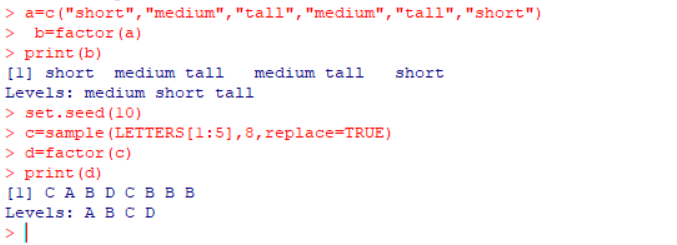 > a=c("short","medium","tall","medium","tall","short")
>  b=factor(a)
> print(b)
[1] short  medium tall   medium tall   short
Levels: medium short tall
> set.seed(10)
> c=sample(LETTERS[1:5],8,replace=TRUE)
> d=factor(c)
> print(d)
[1] C A B D C B B B
Levels: A B C D
>